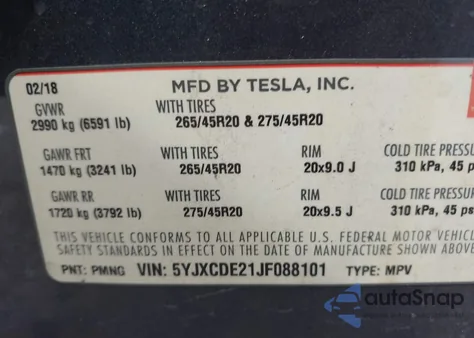 02/18 MFD BY TESLA, INC.
GVWR WITH TIRES
2990 kg (6591 lb) 265/45R20 & 275/45R20
GAWR FRT WITH TIRES RIM COLD TIRE PRESSU
1470 kg (3241 lb) 265/45R20 20x9.0 J 310 kPa, 45 p
GAWR RR WITH TIRES RIM COLD TIRE PRESSU
1720 kg (3792 lb) 275/45R20 20x9.5 J 310 kPa, 45 ps
THIS VEHICLE CONFORMS TO ALL APPLICABLE U.S. FEDERAL MOTOR VEHICL
SAFETY STANDARDS IN EFFECT ON THE DATE OF MANUFACTURE SHOWN ABOV
PNT: PMNG VIN: 5YJXCDE21JF088101 TYPE: MPV
autoSnap